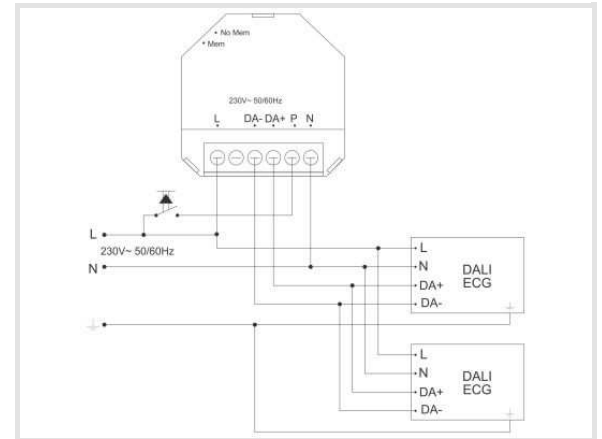 • No Mem
• Mem
230V~ 50/60Hz
L DA- DA+ P N
L
230V~ 50/60Hz
N
L
N
DA+
DA-
DALI
ECG
L
N
DA+
DA-
DALI
ECG